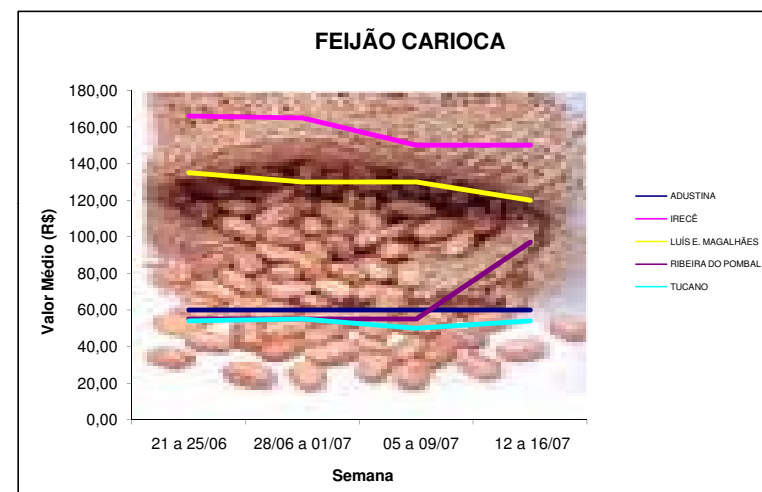 FEIJÃO CARIOCA
Valor Médio (R$)
180,00
160,00
140,00
120,00
100,00
80,00
60,00
40,00
20,00
0,00
21 a 25/06
28/06 a 01/07
05 a 09/07
12 a 16/07
Semana
ADUSTINA
IRECÊ
LUÍS E. MAGALHÃES
RIBEIRA DO POMBAL
TUCANO